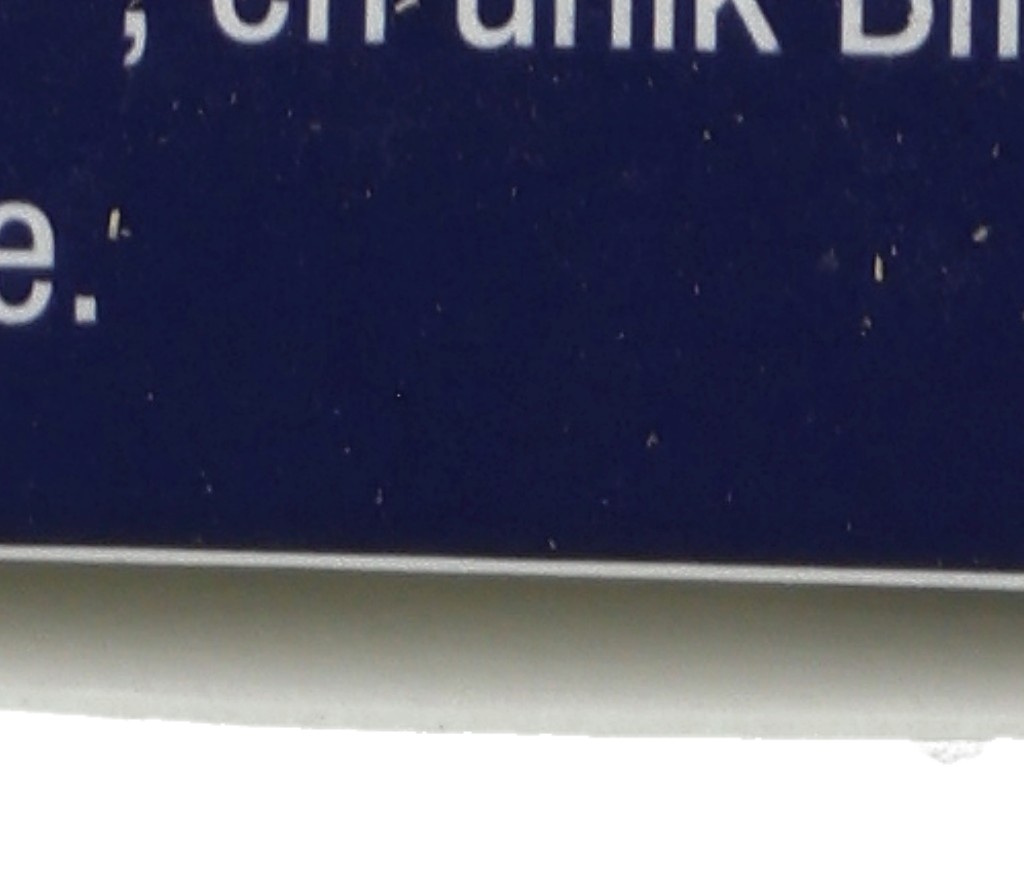 , en unik
e.